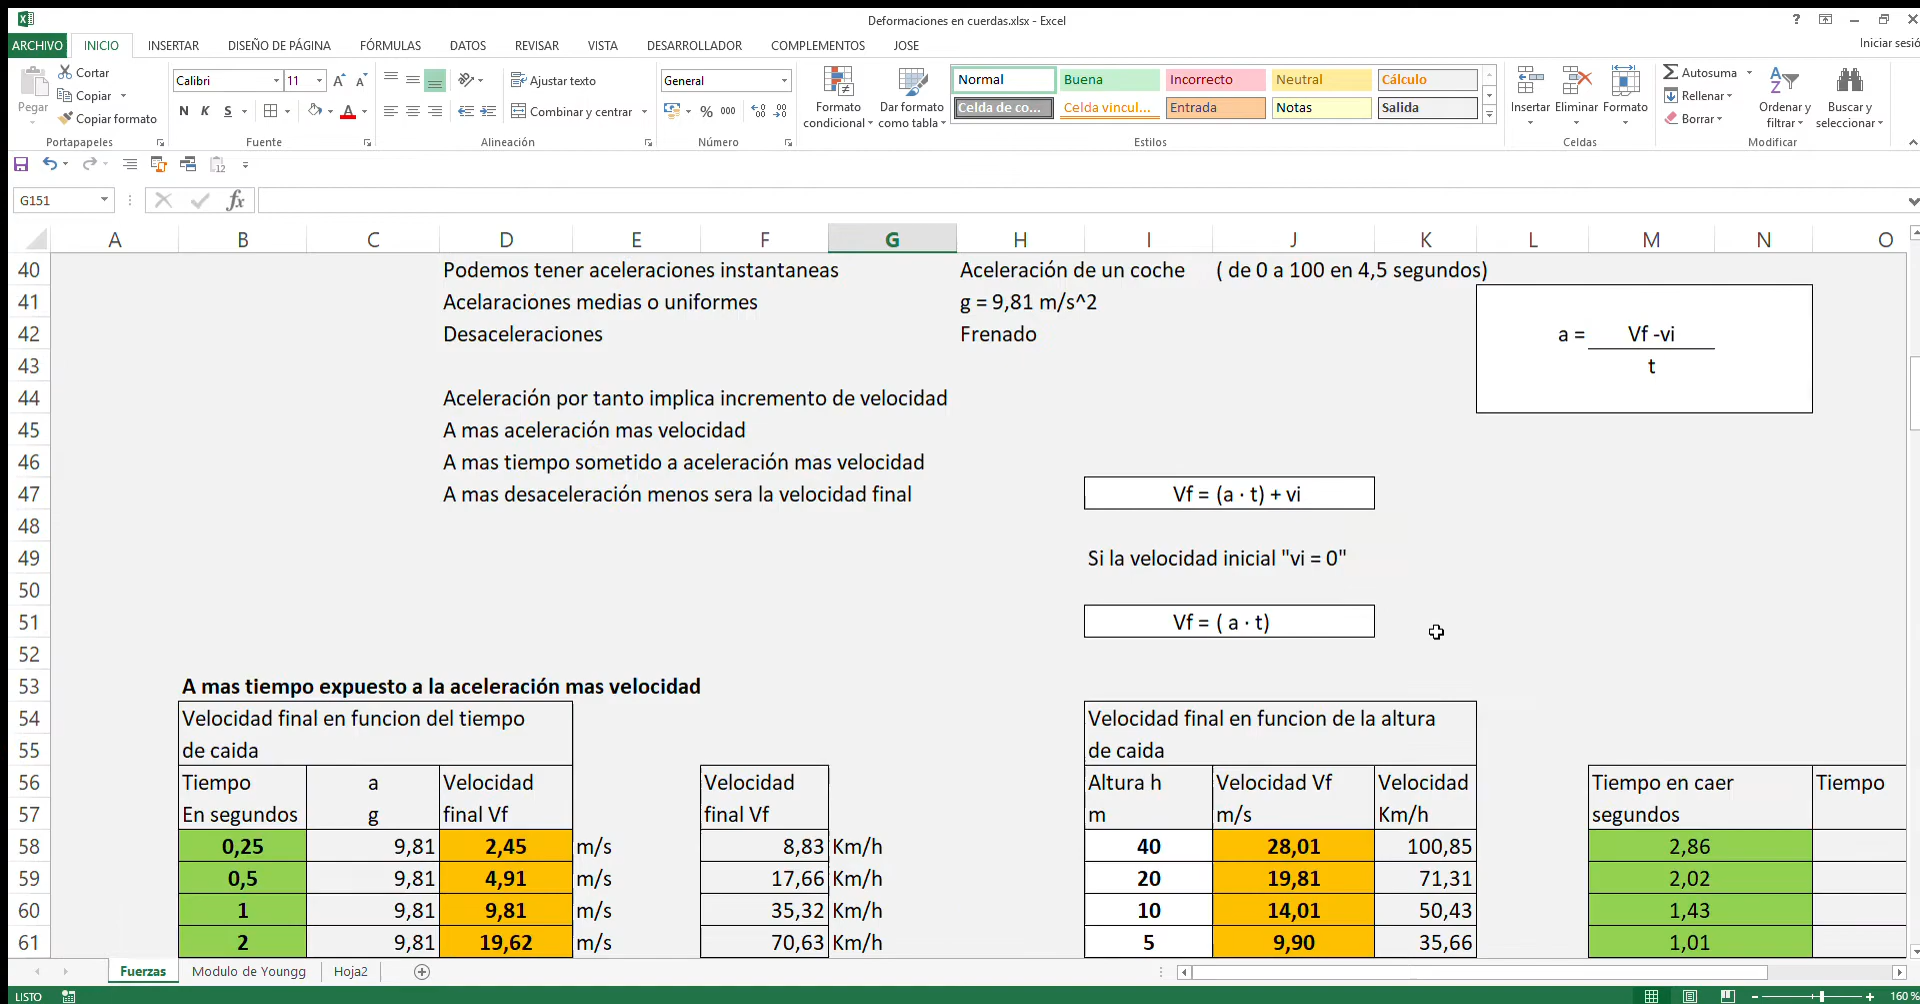 Deformaciones en cuerdas.xlsx - Excel
ARCHIVO INICIO INSERTAR DISEÑO DE PÁGINA FÓRMULAS DATOS REVISAR VISTA DESARROLLADOR COMPLEMENTOS JOSE Iniciar sesió
Pegar Cortar Copiar Copiar formato
Calibri 11 N K S
Ajustar texto
Combinar y centrar
General % 000
Formato condicional
Dar formato como tabla
Normal Buena Incorrecto Neutral Cálculo
Celda de co... Celda vincul... Entrada Notas Salida
Insertar Eliminar Formato
Autosuma
Rellenar
Borrar
Ordenar y filtrar
Buscar y seleccionar
Portapapeles Fuente Alineación Número Estilos Celdas Modificar
G151 fx
A B C D E F G H I J K L M N O
40 Podemos tener aceleraciones instantaneas Aceleración de un coche ( de 0 a 100 en 4,5 segundos)
41 Acelaraciones medias o uniformes g = 9,81 m/s^2
42 Desaceleraciones Frenado a = Vf -vi
43 t
44 Aceleración por tanto implica incremento de velocidad
45 A mas aceleración mas velocidad
46 A mas tiempo sometido a aceleración mas velocidad
47 A mas desaceleración menos sera la velocidad final Vf = (a · t) + vi
48
49 Si la velocidad inicial "vi = 0"
50
51 Vf = ( a · t)
52
53 A mas tiempo expuesto a la aceleración mas velocidad
54 Velocidad final en funcion del tiempo Velocidad final en funcion de la altura
55 de caida de caida
56 Tiempo a Velocidad Velocidad Altura h Velocidad Vf Velocidad Tiempo en caer Tiempo
57 En segundos g final Vf final Vf m m/s Km/h segundos
58 0,25 9,81 2,45 m/s 8,83 Km/h 40 28,01 100,85 2,86
59 0,5 9,81 4,91 m/s 17,66 Km/h 20 19,81 71,31 2,02
60 1 9,81 9,81 m/s 35,32 Km/h 10 14,01 50,43 1,43
61 2 9,81 19,62 m/s 70,63 Km/h 5 9,90 35,66 1,01
Fuerzas Modulo de Youngg Hoja2
LISTO 160 %